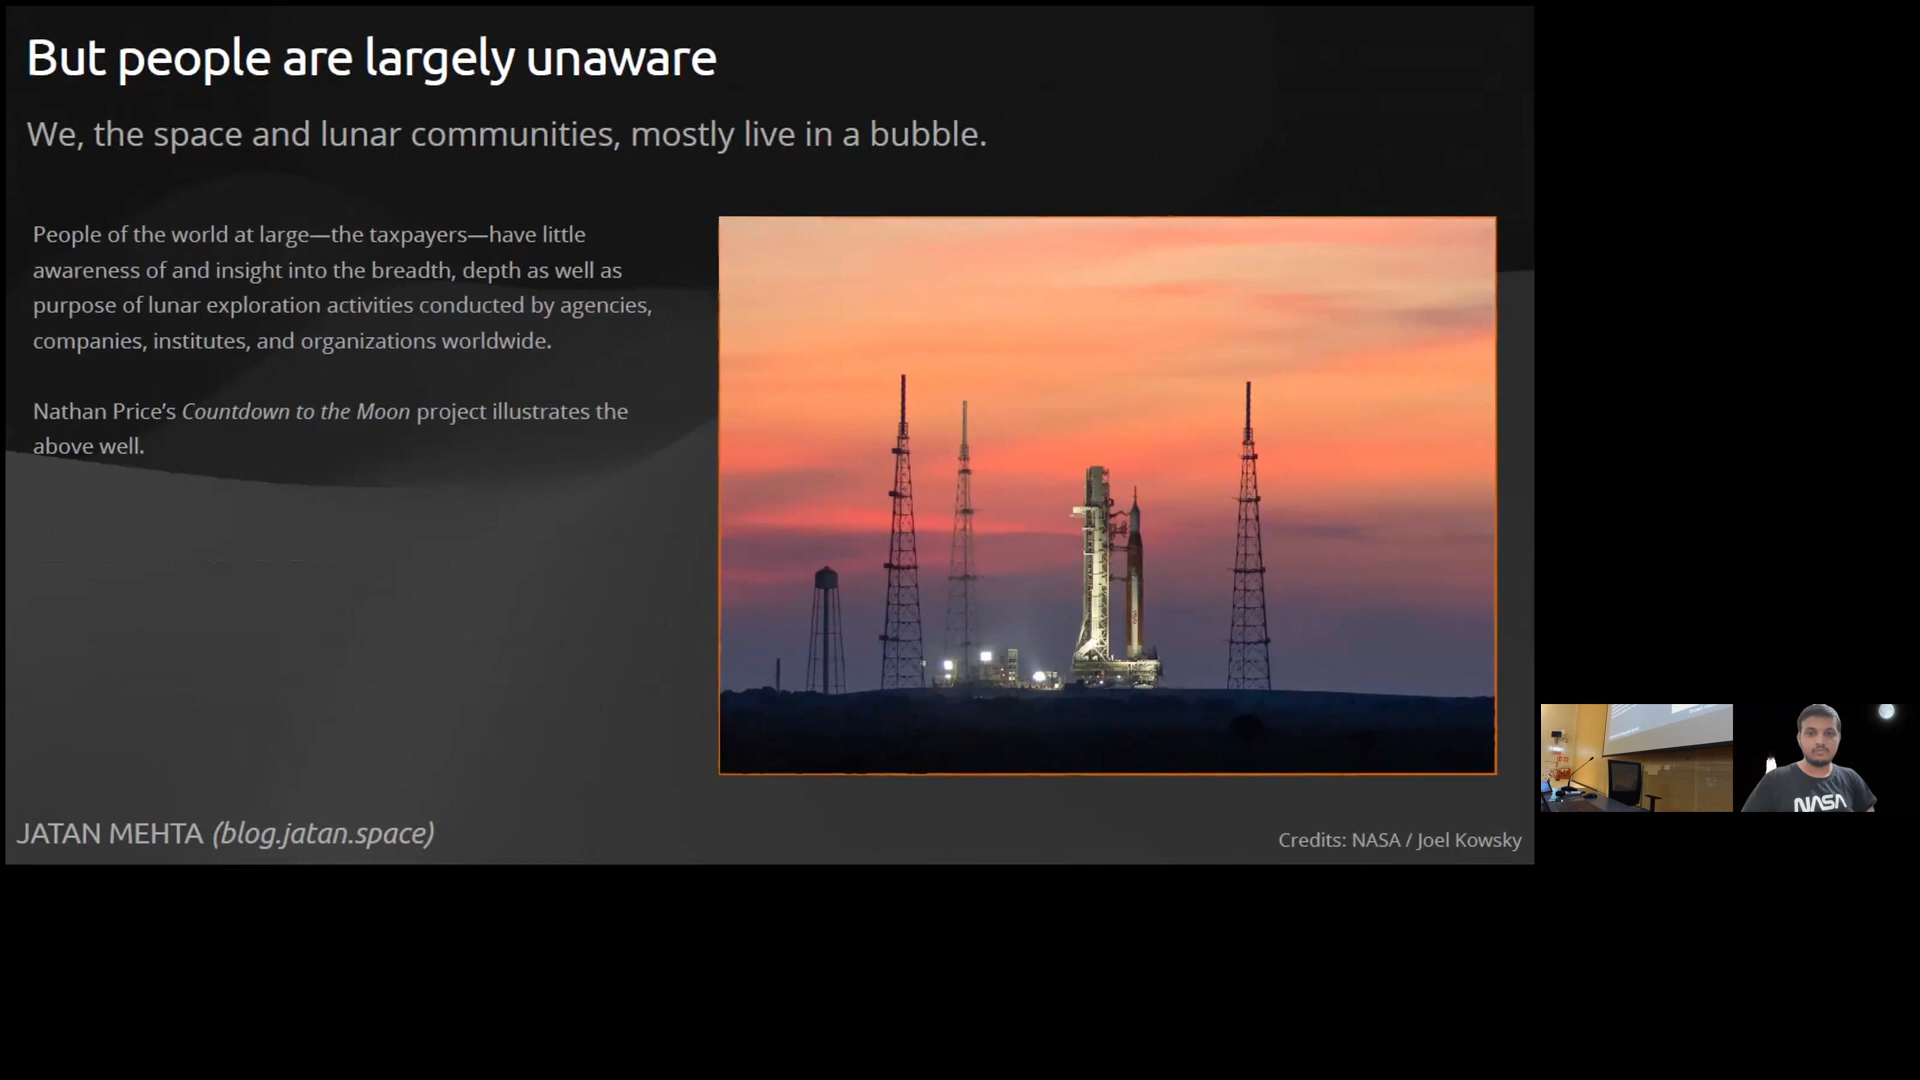 But people are largely unaware
We, the space and lunar communities, mostly live in a bubble.
People of the world at large—the taxpayers—have little
awareness of and insight into the breadth, depth as well as
purpose of lunar exploration activities conducted by agencies,
companies, institutes, and organizations worldwide.
Nathan Price’s Countdown to the Moon project illustrates the
above well.
JATAN MEHTA (blog.jatan.space)
Credits: NASA / Joel Kowsky
NASA